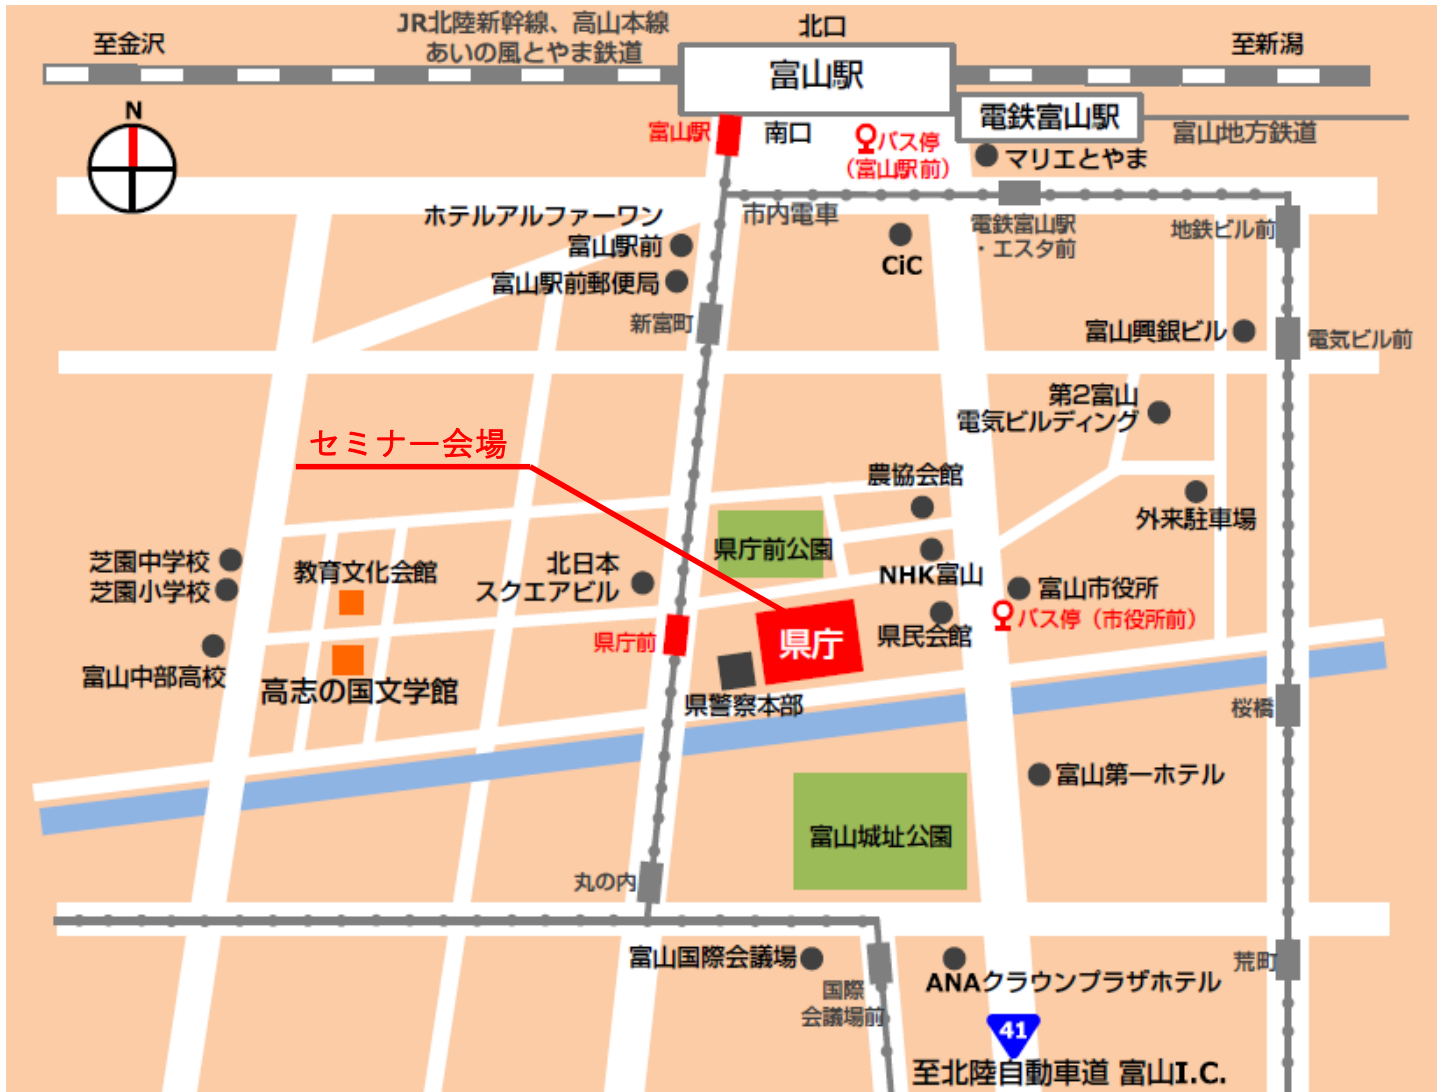 JR北陸新幹線、高山本線
あいの風とやま鉄道
北口
至金沢
至新潟
富山駅
電鉄富山駅
富山地方鉄道
N
富山駅
南口
バス停
（富山駅前）
マリエとやま
ホテルアルファーワン
富山駅前
市内電車
電鉄富山駅
・エスタ前
地鉄ビル前
CiC
富山駅前郵便局
新富町
富山興銀ビル
電気ビル前
第2富山
電気ビルディング
セミナー会場
農協会館
外来駐車場
県庁前公園
芝園中学校
芝園小学校
教育文化会館
北日本
スクエアビル
NHK富山
富山市役所
バス停（市役所前）
県庁前
県庁
県民会館
富山中部高校
高志の国文学館
県警察本部
桜橋
富山第一ホテル
富山城址公園
丸の内
富山国際会議場
国際
会議場前
ANAクラウンプラザホテル
荒町
41
至北陸自動車道 富山I.C.